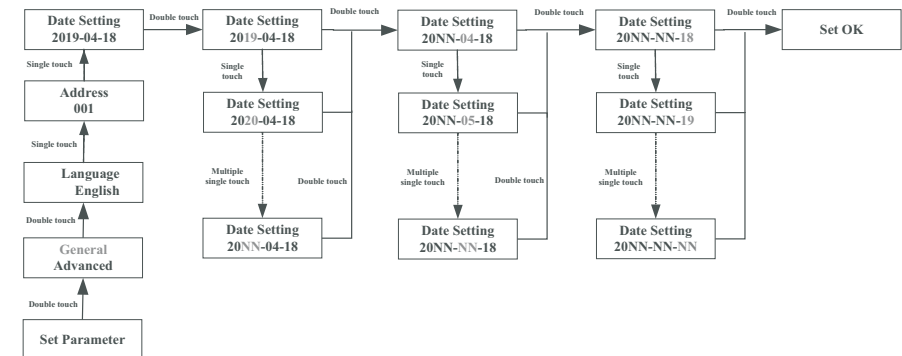 Date Setting
2019-04-18
Double touch
Date Setting
2019-04-18
Double touch
Date Setting
20NN-04-18
Double touch
Date Setting
20NN-NN-18
Double touch
Set OK
Single touch
Single
touch
Single
touch
Single
touch
Address
001
Date Setting
2020-04-18
Date Setting
20NN-05-18
Date Setting
20NN-NN-19
Single touch
Language
English
Multiple
single touch
Double touch
Multiple
single touch
Double touch
Multiple
single touch
Double touch
General
Advanced
Date Setting
20NN-04-18
Date Setting
20NN-NN-18
Date Setting
20NN-NN-NN
Double touch
Set Parameter